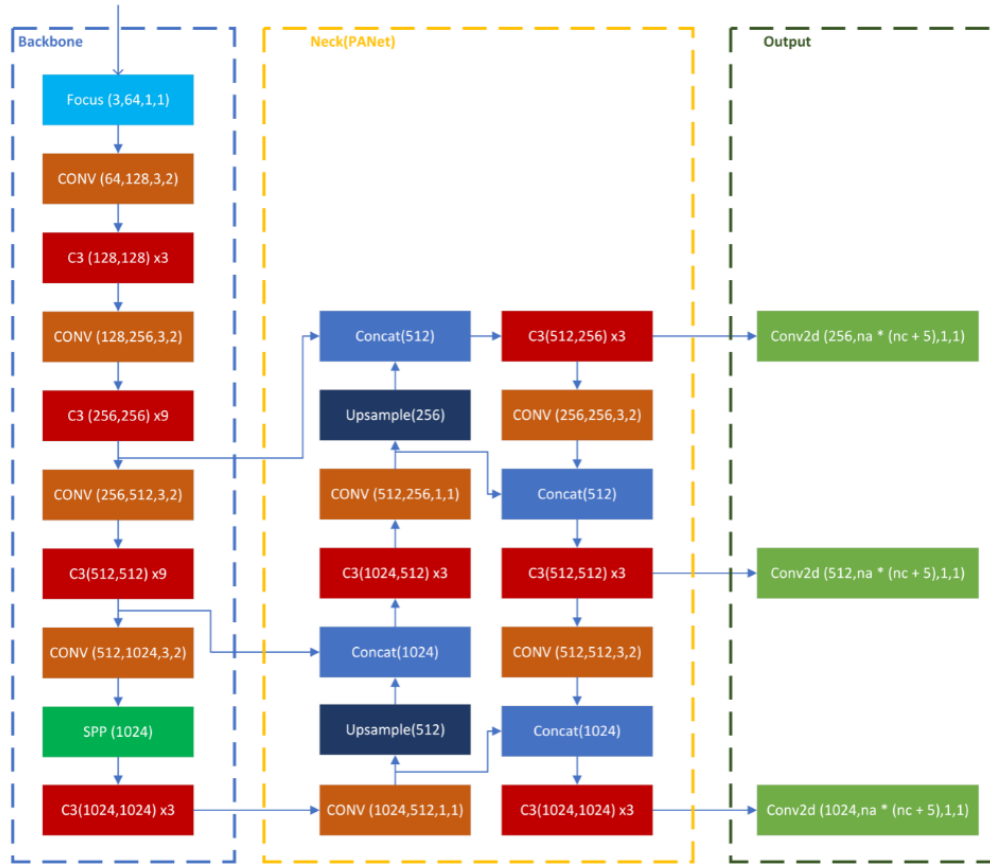 Backbone
Focus (3,64,1,1)
CONV (64,128,3,2)
C3 (128,128) x3
CONV (128,256,3,2)
C3 (256,256) x9
CONV (256,512,3,2)
C3(512,512) x9
CONV (512,1024,3,2)
SPP (1024)
C3(1024,1024) x3
Neck(PANet)
Concat(512)
Upsample(256)
CONV (512,256,1,1)
C3(1024,512) x3
Concat(1024)
Upsample(512)
CONV (1024,512,1,1)
C3(512,256) x3
CONV (256,256,3,2)
Concat(512)
C3(512,512) x3
CONV (512,512,3,2)
Concat(1024)
C3(1024,1024) x3
Output
Conv2d (256,na * (nc + 5),1,1)
Conv2d (512,na * (nc + 5),1,1)
Conv2d (1024,na * (nc + 5),1,1)